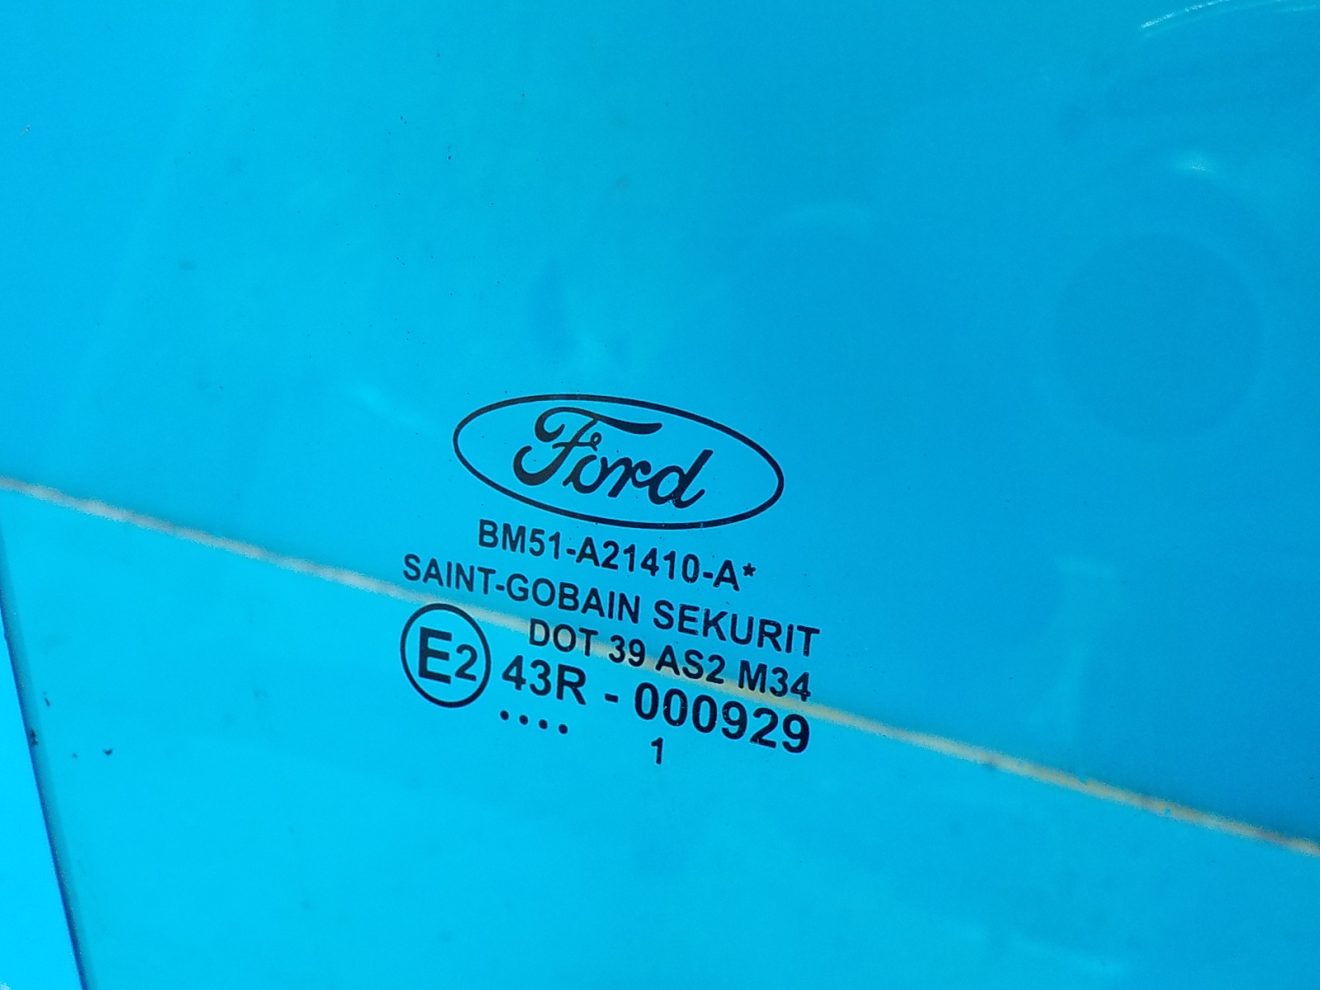 Ford
BM51-A21410-A*
SAINT-GOBAIN SEKURIT
DOT 39 AS2 M34
E2 43R - 000929
....
1